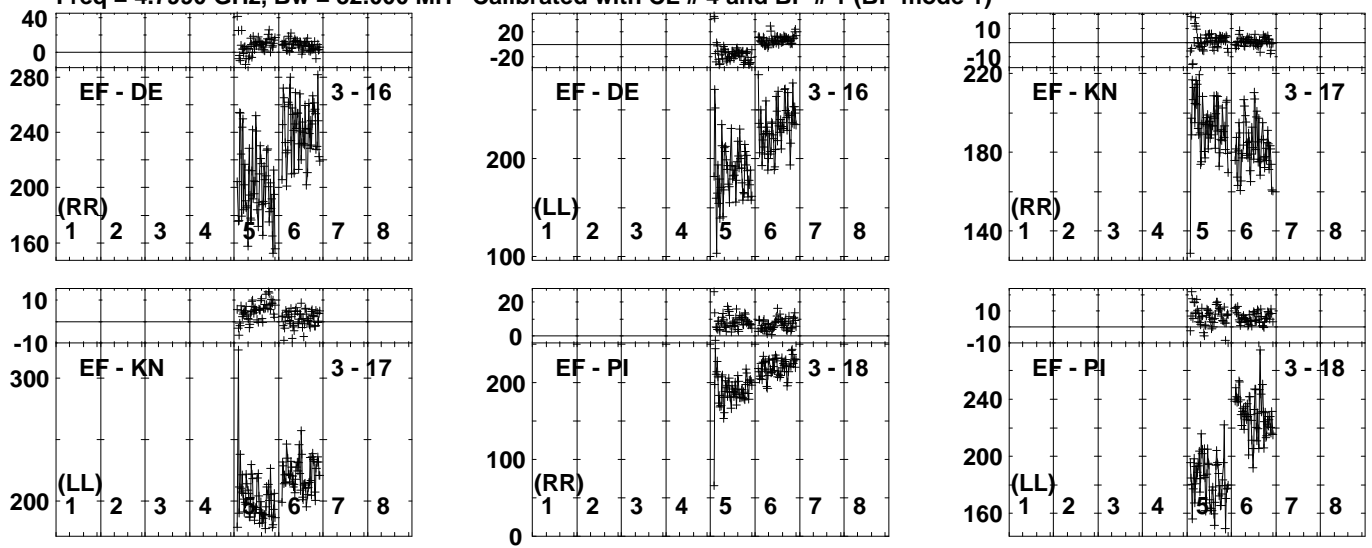 Freq = GHz, Bw = 32.000 MH Calibrated with CL # 4 and BP # 1 (BP mode 1)
40
0
280
EF - DE 3 - 16
240
200
(RR)
1 2 3 4 5 6 7 8
160
20
-20
EF - DE 3 - 16
200
(LL)
1 2 3 4 5 6 7 8
100
10
-10
220
EF - KN 3 - 17
180
(RR)
1 2 3 4 5 6 7 8
140
10
-10
EF - KN 3 - 17
300
(LL)
200
1 2 3 4 5 6 7 8
20
0
EF - PI 3 - 18
200
100
(RR)
1 2 3 4 5 6 7 8
0
10
-10
EF - PI 3 - 18
240
200
(LL)
1 2 3 4 5 6 7 8
160